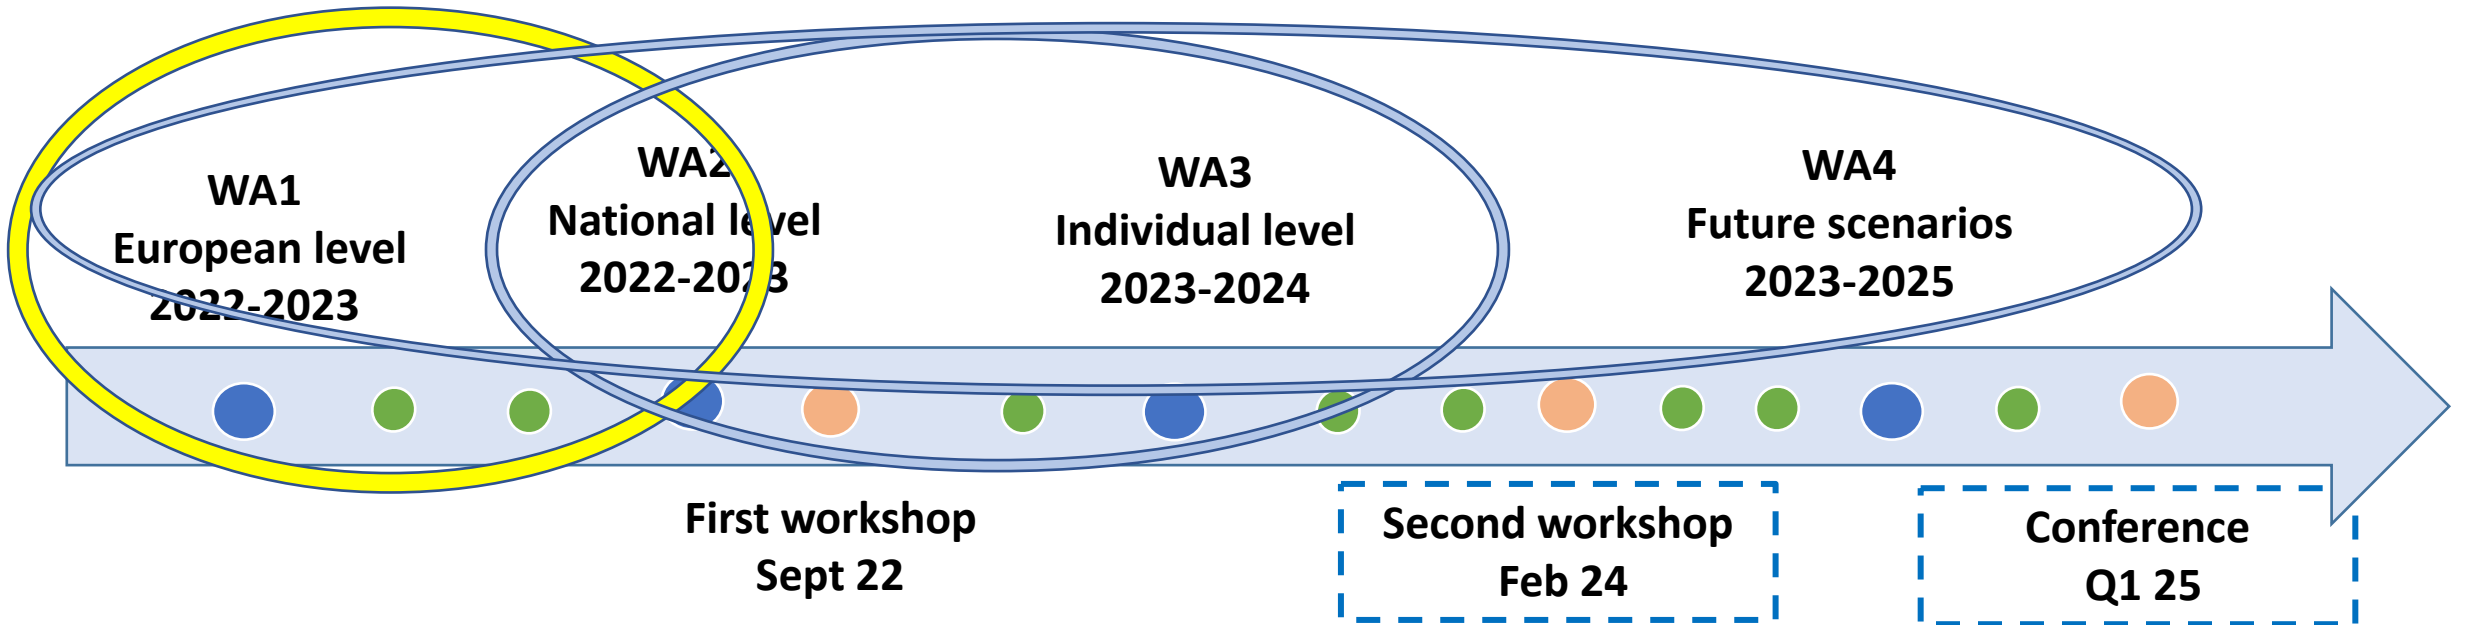 WA1
European level
2022-2023
WA2
National level
2022-2023
WA3
Individual level
2023-2024
WA4
Future scenarios
2023-2025
First workshop
Sept 22
Second workshop
Feb 24
Conference
Q1 25